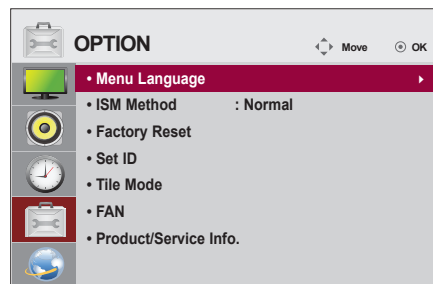 OPTION
Move
OK
• Menu Language
• ISM Method : Normal
• Factory Reset
• Set ID
• Tile Mode
• FAN
• Product/Service Info.